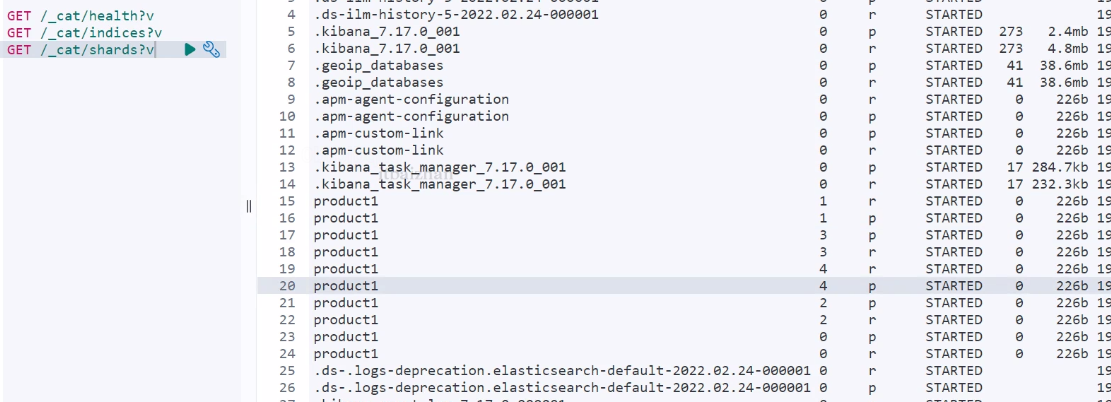 GET /_cat/health?v
GET /_cat/indices?v
GET /_cat/shards?v
4 .ds-ilm-history-5-2022.02.24-000001 0 r STARTED 19
5 .kibana_7.17.0_001 0 p STARTED 273 2.4mb 19
6 .kibana_7.17.0_001 0 r STARTED 273 4.8mb 19
7 .geoip_databases 0 p STARTED 41 38.6mb 19
8 .geoip_databases 0 r STARTED 41 38.6mb 19
9 .apm-agent-configuration 0 r STARTED 0 226b 19
10 .apm-agent-configuration 0 p STARTED 0 226b 19
11 .apm-custom-link 0 p STARTED 0 226b 19
12 .apm-custom-link 0 r STARTED 0 226b 19
13 .kibana_task_manager_7.17.0_001 0 p STARTED 17 284.7kb 19
14 .kibana_task_manager_7.17.0_001 0 r STARTED 17 232.3kb 19
15 product1 1 r STARTED 0 226b 19
16 product1 1 p STARTED 0 226b 19
17 product1 3 p STARTED 0 226b 19
18 product1 3 r STARTED 0 226b 19
19 product1 4 r STARTED 0 226b 19
20 product1 4 p STARTED 0 226b 19
21 product1 2 p STARTED 0 226b 19
22 product1 2 r STARTED 0 226b 19
23 product1 0 p STARTED 0 226b 19
24 product1 0 r STARTED 0 226b 19
25 .ds-.logs-deprecation.elasticsearch-default-2022.02.24-000001 0 r STARTED 19
26 .ds-.logs-deprecation.elasticsearch-default-2022.02.24-000001 0 p STARTED 19